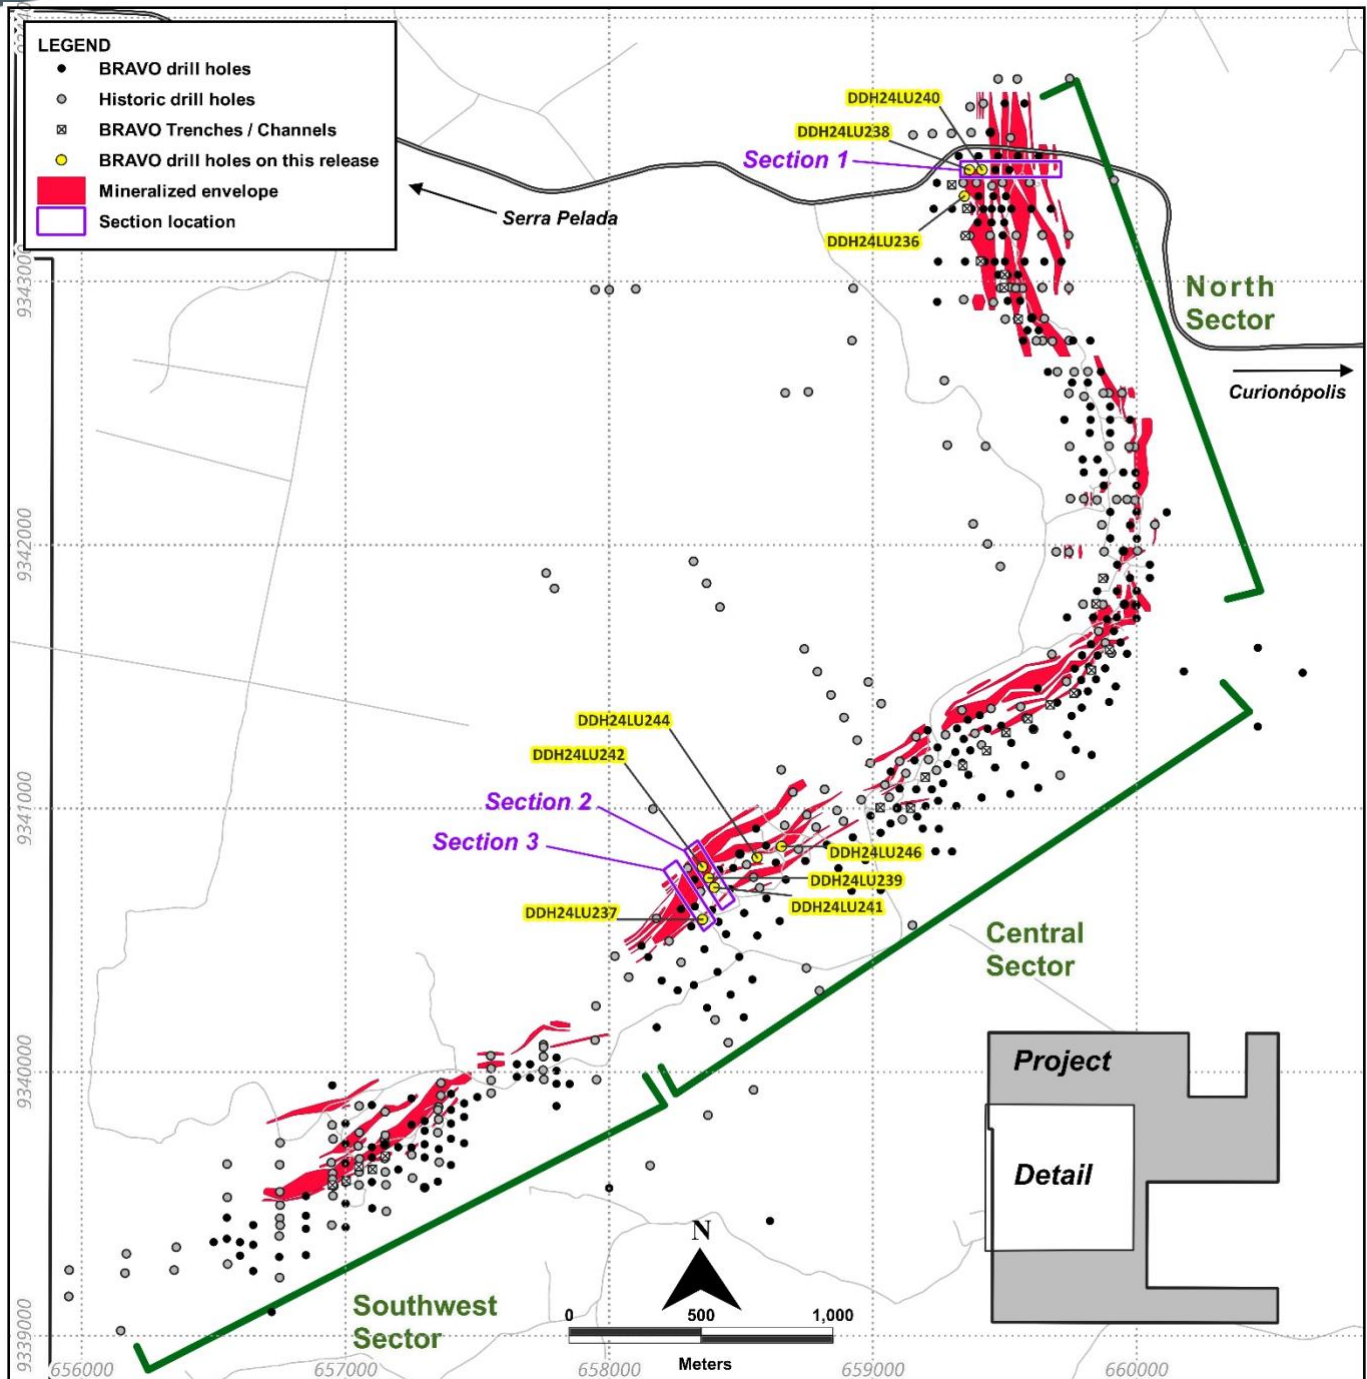 LEGEND
BRAVO drill holes
Historic drill holes
BRAVO Trenches / Channels
BRAVO drill holes on this release
Mineralized envelope
Section location
DDH24LU240
DDH24LU238
Section 1
Serra Pelada
DDH24LU236
9343000
North
Sector
Curionópolis
9342000
DDH24LU244
DDH24LU242
Section 2
9341000
Section 3
DDH24LU246
DDH24LU239
DDH24LU241
DDH24LU237
Central
Sector
9340000
Project
Detail
N
Southwest
Sector
0 500 1,000
Meters
9339000
656000 657000 658000 659000 660000